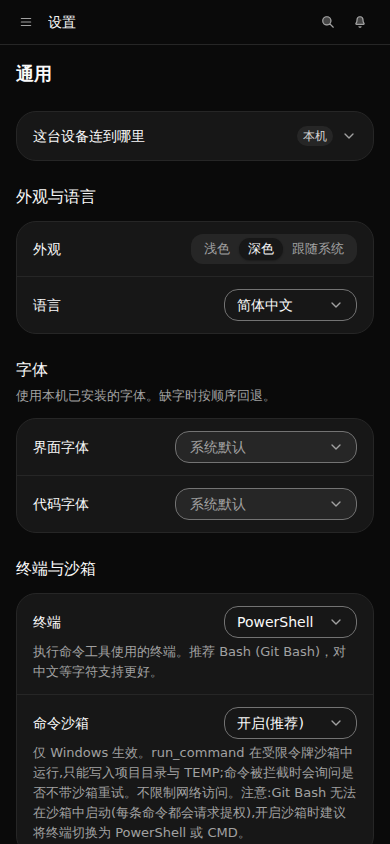 设置
通用
这台设备连到哪里 本机
外观与语言
外观 浅色 深色 跟随系统
语言 简体中文
字体
使用本机已安装的字体。缺字时按顺序回退。
界面字体 系统默认
代码字体 系统默认
终端与沙箱
终端 PowerShell
执行命令工具使用的终端。推荐 Bash (Git Bash)，对
中文等字符支持更好。
命令沙箱 开启(推荐)
仅 Windows 生效。run_command 在受限令牌沙箱中
运行,只能写入项目目录与 TEMP;命令被拦截时会询问是
否不带沙箱重试。不限制网络访问。注意:Git Bash 无法
在沙箱中启动(每条命令都会请求提权),开启沙箱时建议
将终端切换为 PowerShell 或 CMD。